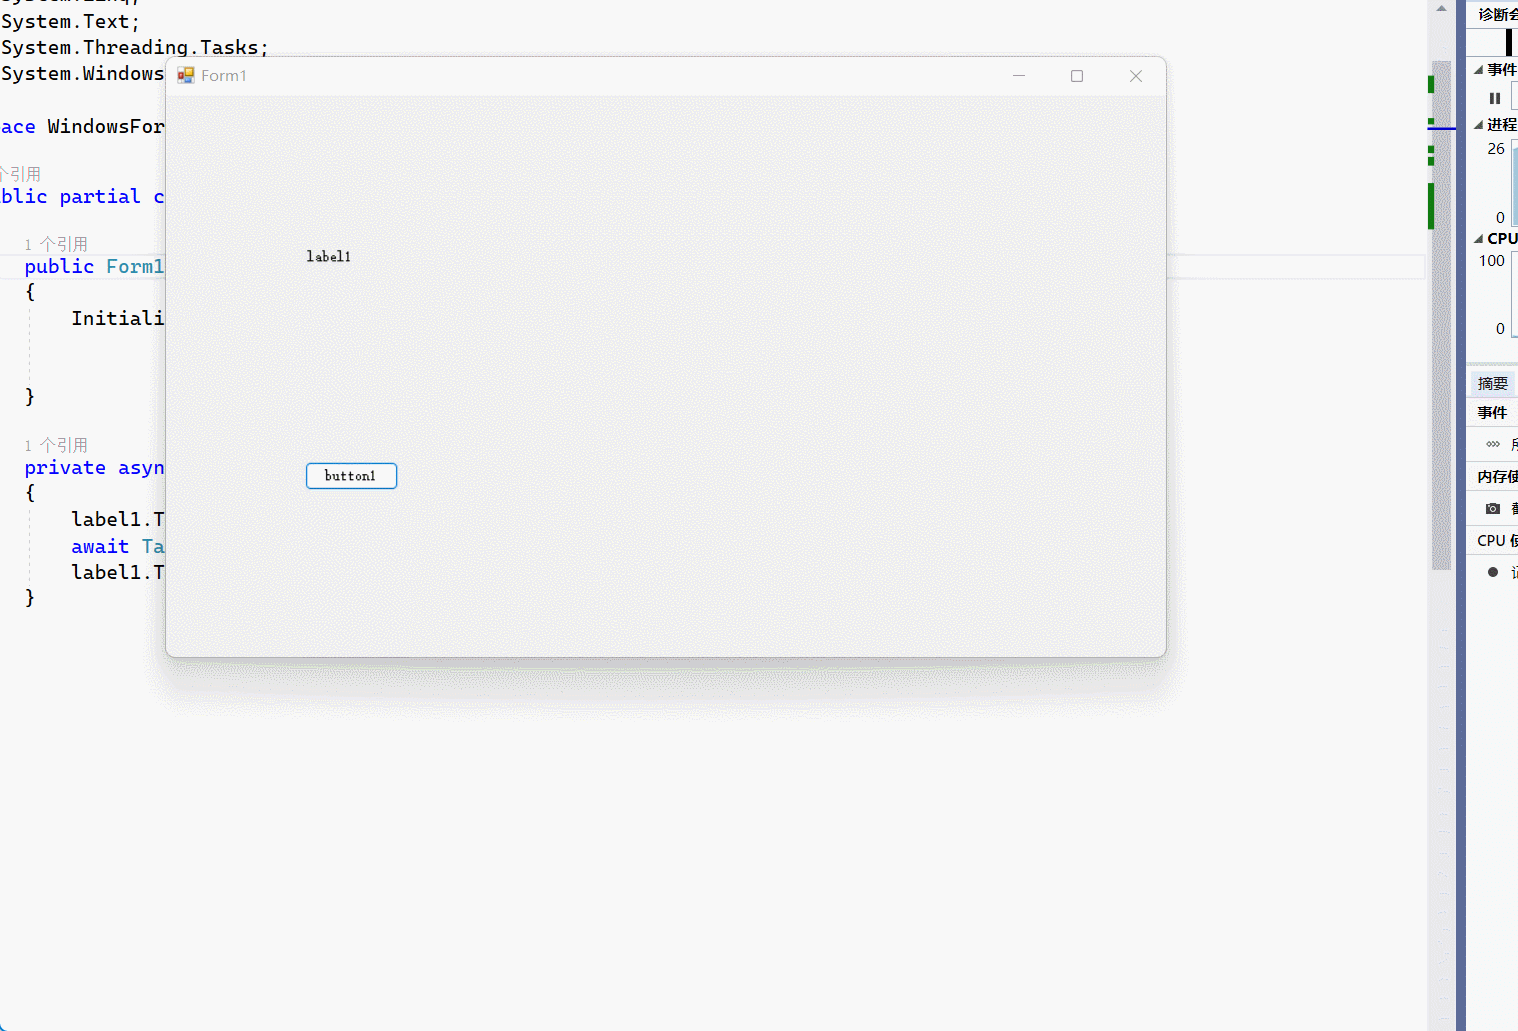 System.Text;
System.Threading.Tasks;
System.Windows
Form1
ace WindowsFor
个引用
blic partial c
1 个引用
public Form1
{
Initiali
}
1 个引用
private asyn
{
label1.T
await Ta
label1.T
}
label1
button1
诊断会
事件
进程
26
0
CPU
100
0
摘要
事件
内存使
CPU 使